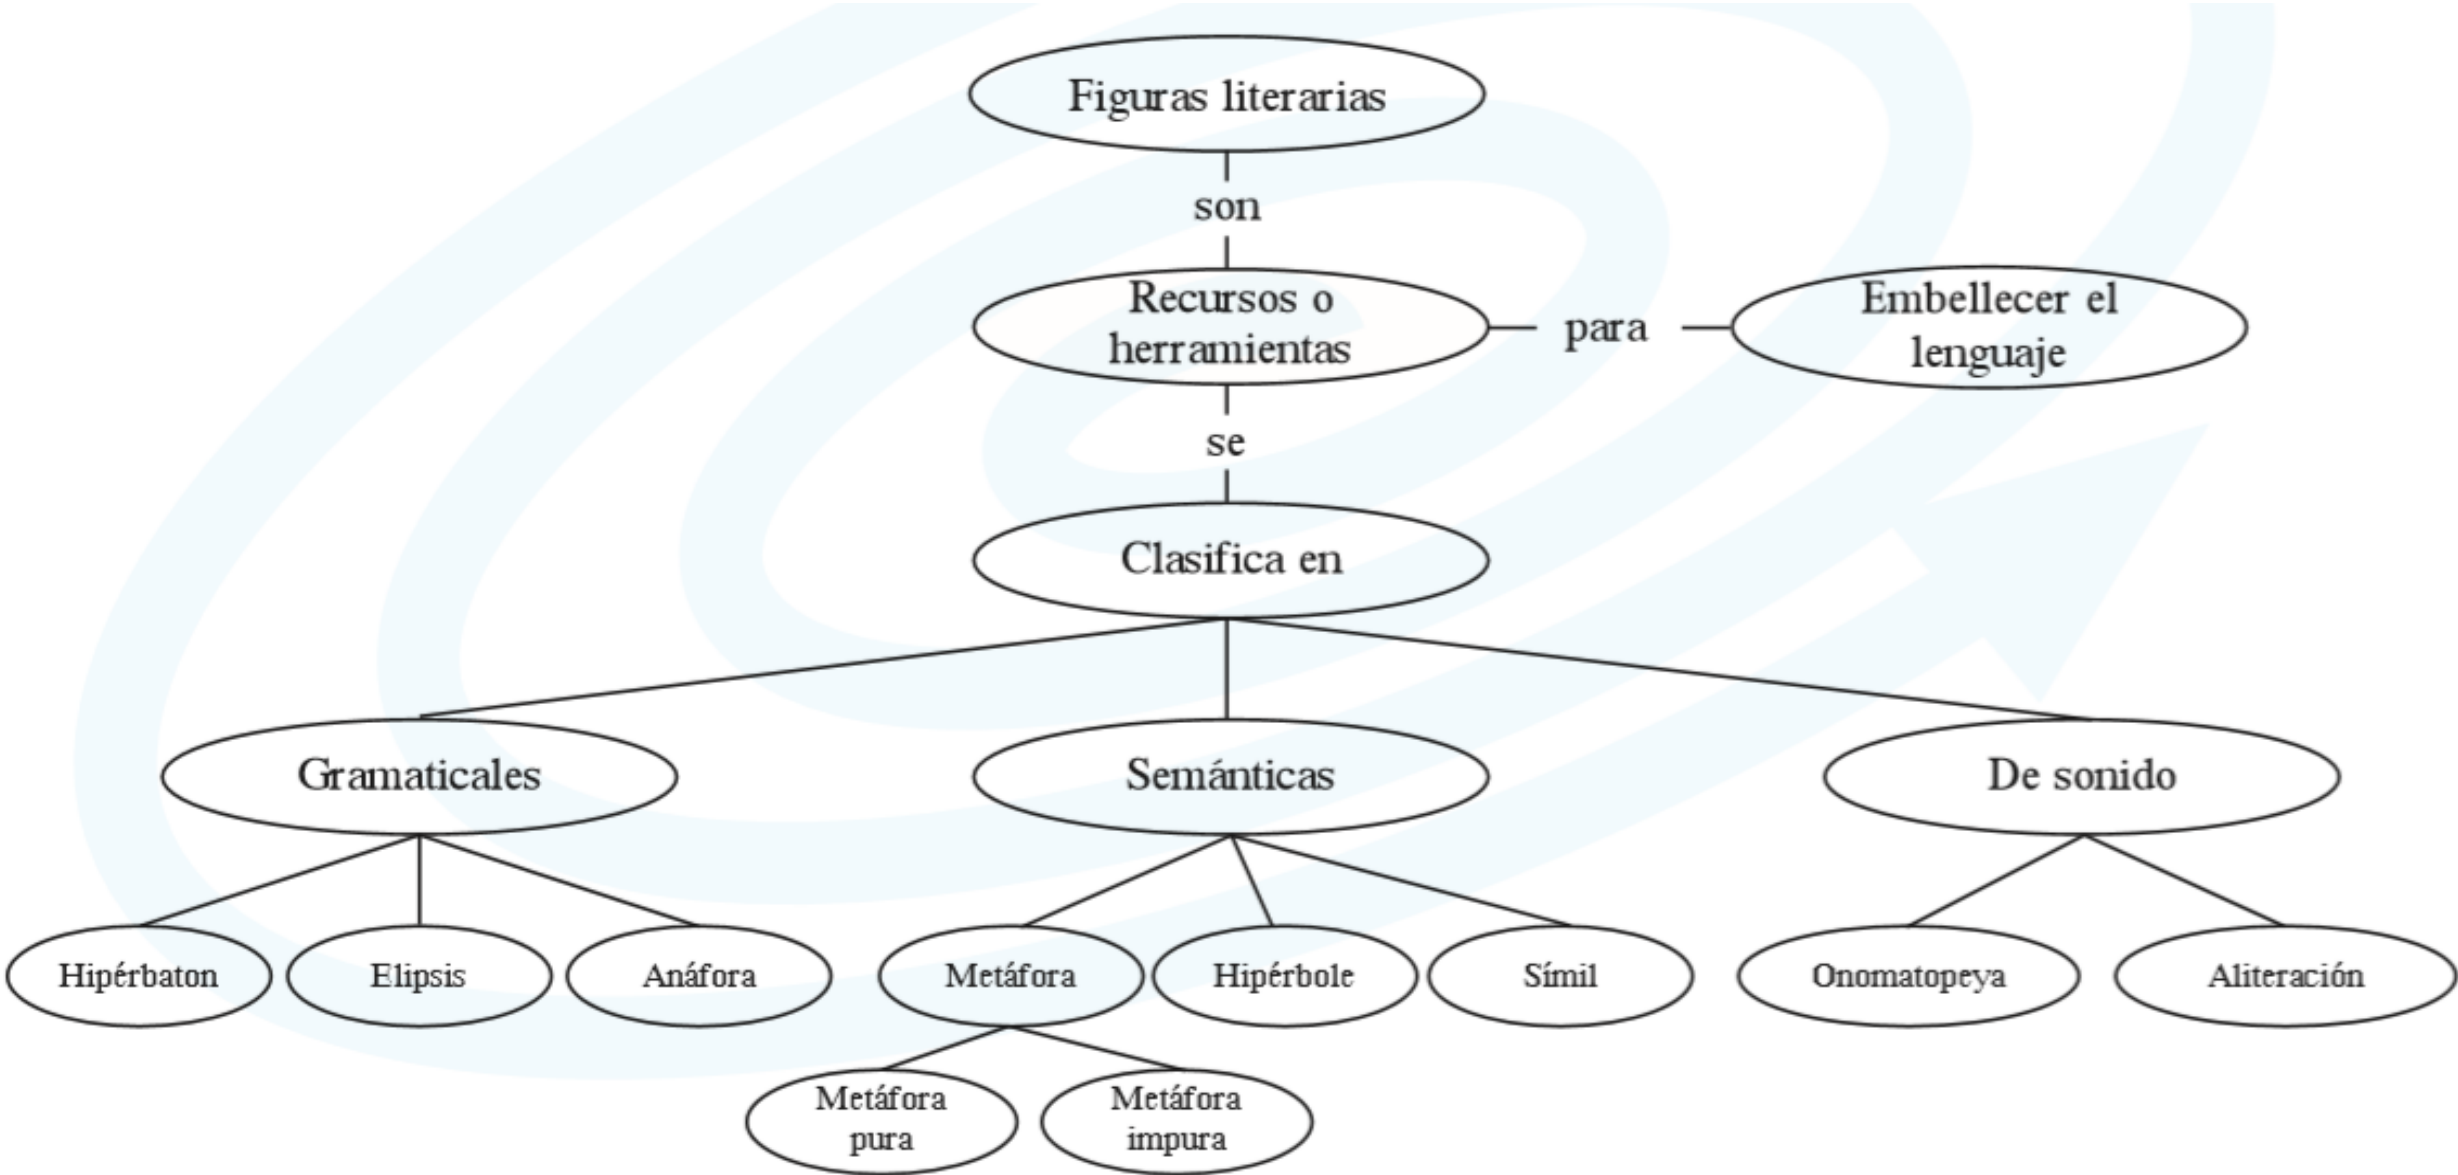 Figuras literarias
son
Recursos o
herramientas
para
Embellecer el
lenguaje
se
Clasifica en
Gramaticales
Semánticas
De sonido
Hipérbaton
Elipsis
Anáfora
Metáfora
Hipérbole
Símil
Onomatopeya
Aliteración
Metáfora
pura
Metáfora
impura